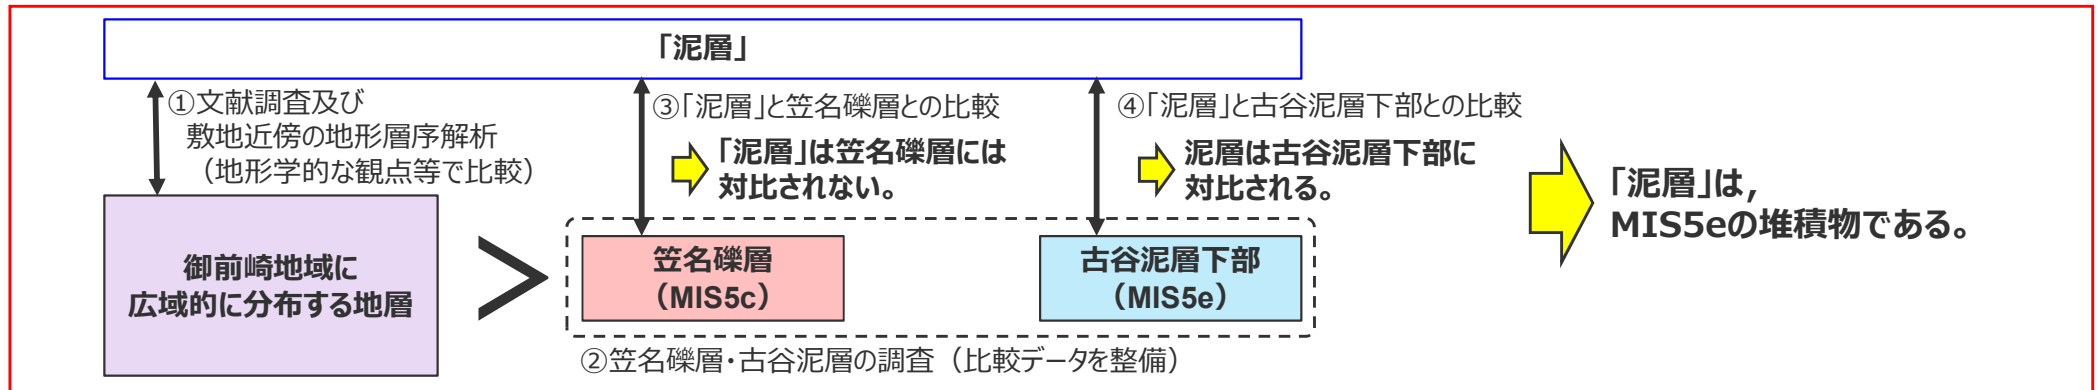 「泥層」
①文献調査及び
敷地近傍の地形層序解析
（地形学的な観点等で比較）
③「泥層」と笠名礫層との比較
「泥層」は笠名礫層には
対比されない。
④「泥層」と古谷泥層下部との比較
泥層は古谷泥層下部に
対比される。
「泥層」は，
MIS5eの堆積物である。
御前崎地域に
広域的に分布する地層
笠名礫層
（MIS5c）
古谷泥層下部
（MIS5e）
②笠名礫層・古谷泥層の調査（比較データを整備）